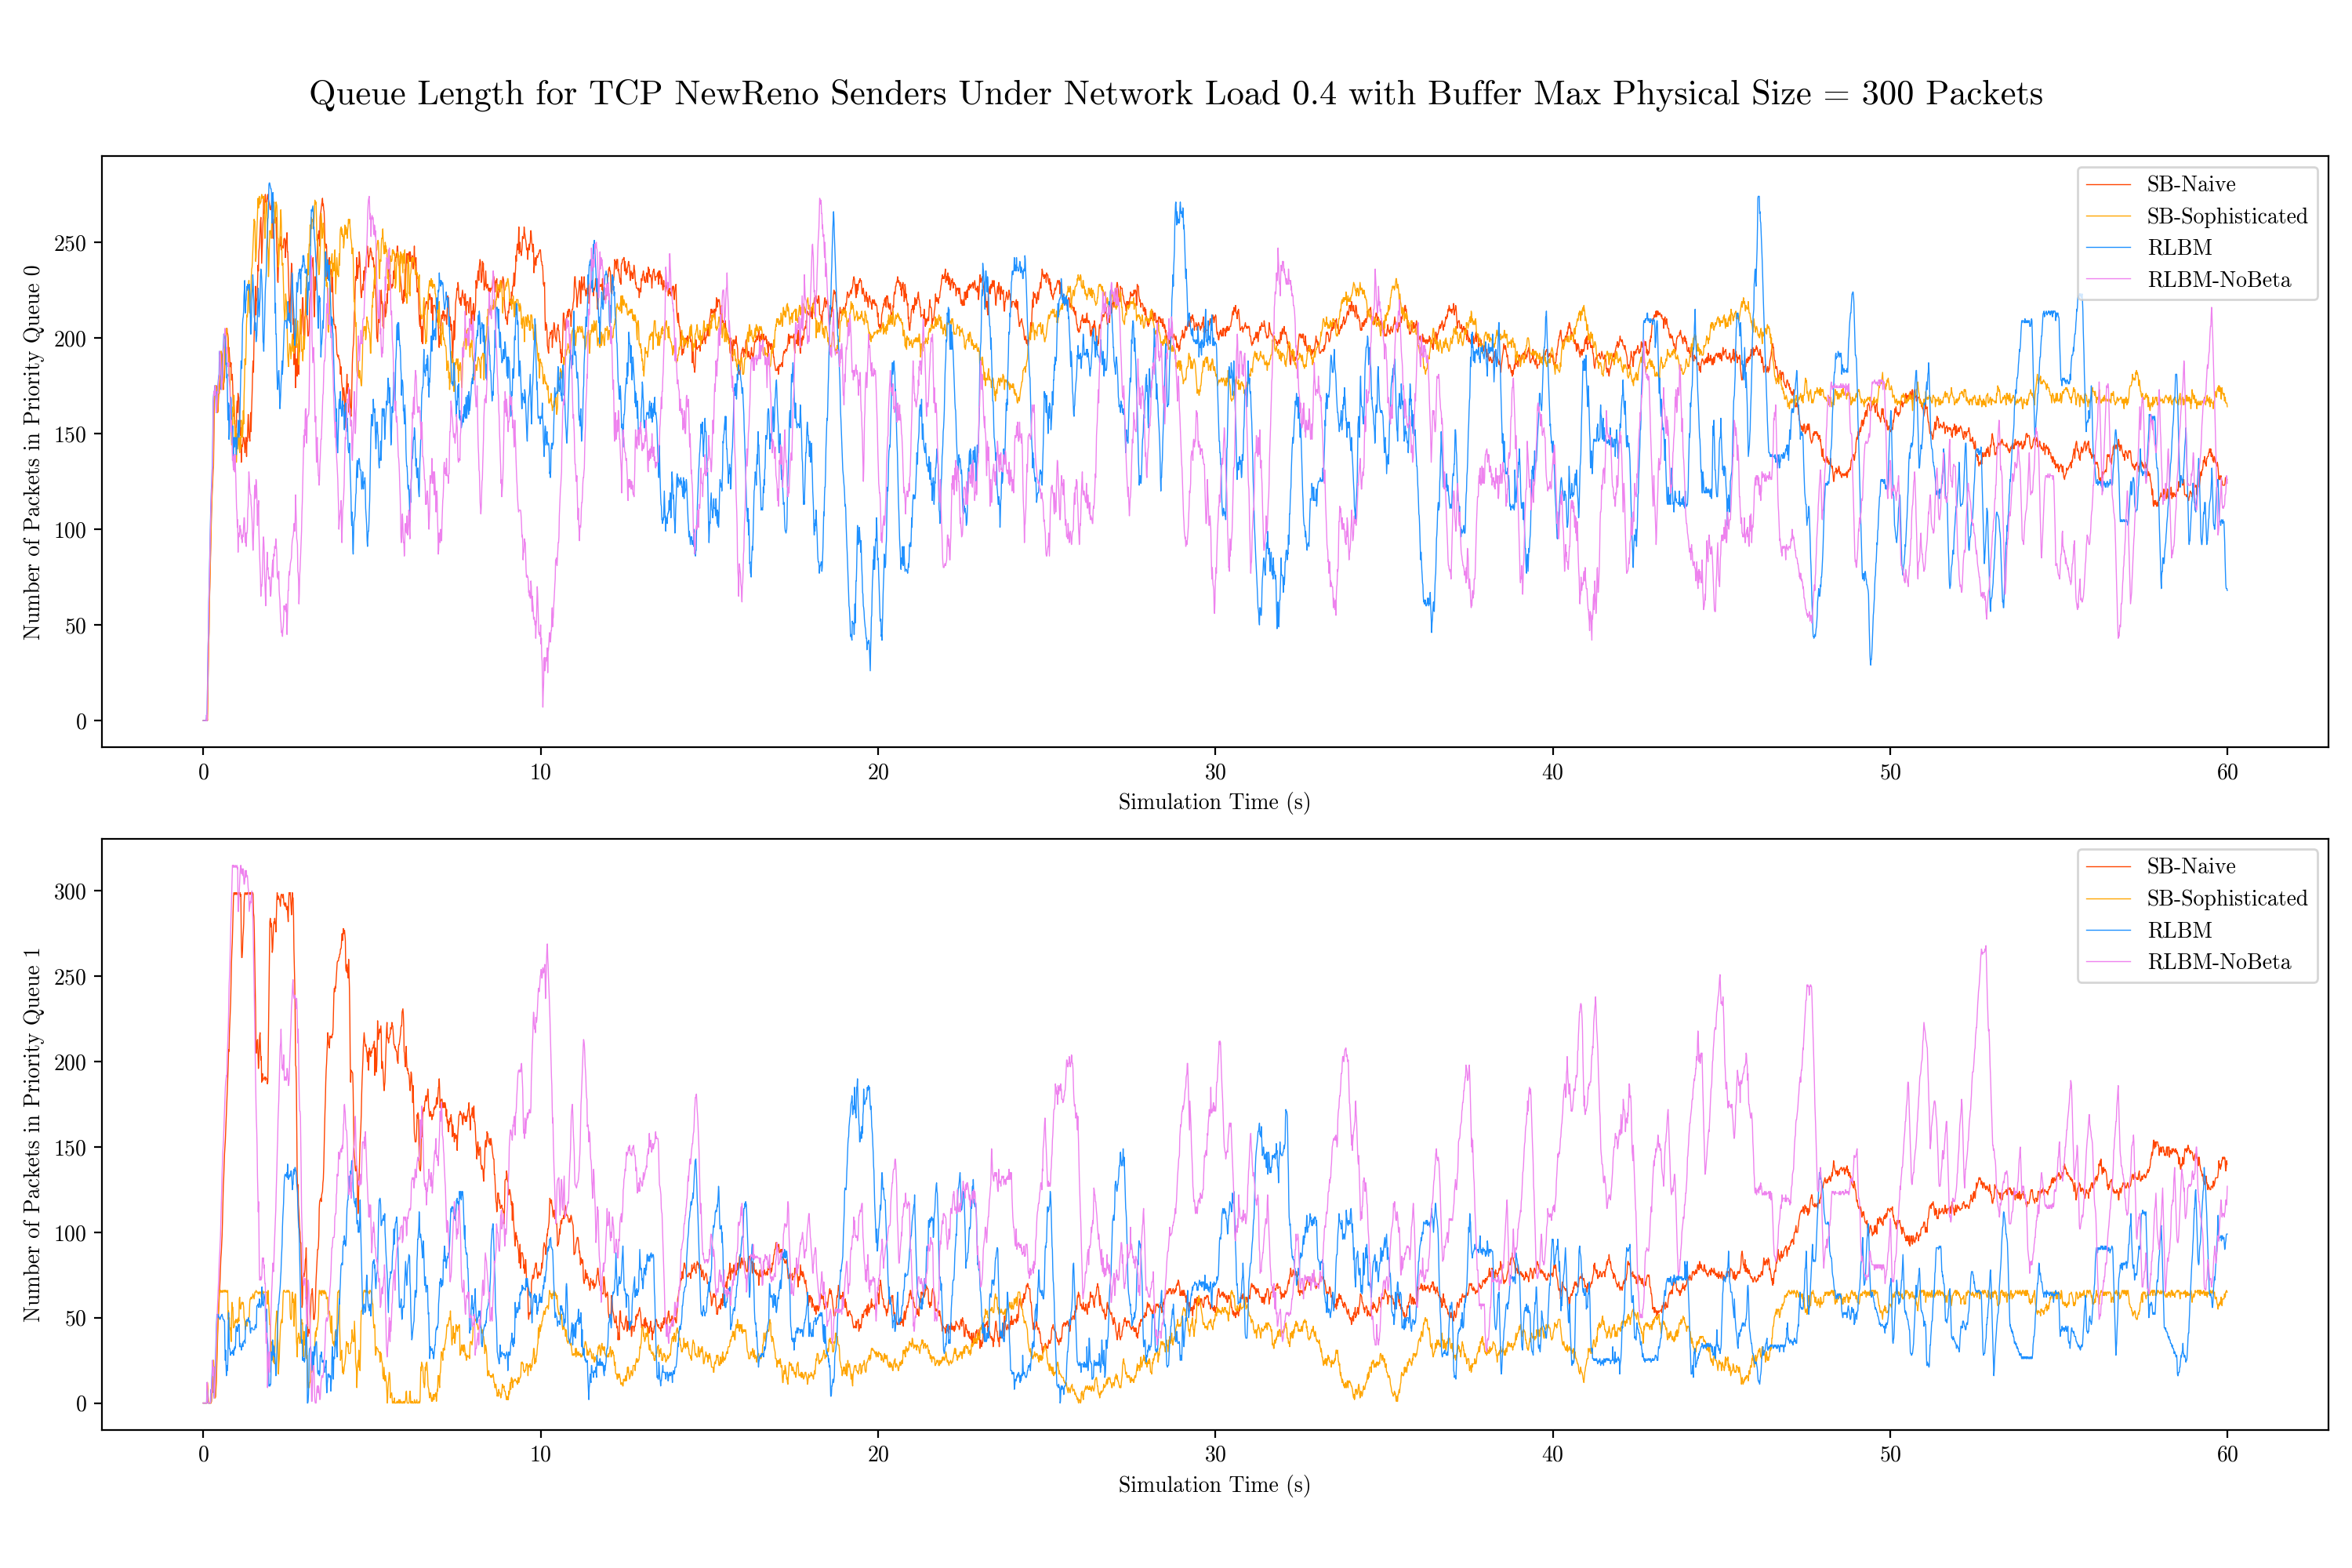 Queue Length for TCP NewReno Senders Under Network Load 0.4 with Buffer Max Physical Size = 300 Packets
Number of Packets in Priority Queue 0
250
200
150
100
50
0
SB-Naive
SB-Sophisticated
RLBM
RLBM-NoBeta
0 10 20 30 40 50 60
Simulation Time (s)
Number of Packets in Priority Queue 1
300
250
200
150
100
50
0
SB-Naive
SB-Sophisticated
RLBM
RLBM-NoBeta
0 10 20 30 40 50 60
Simulation Time (s)